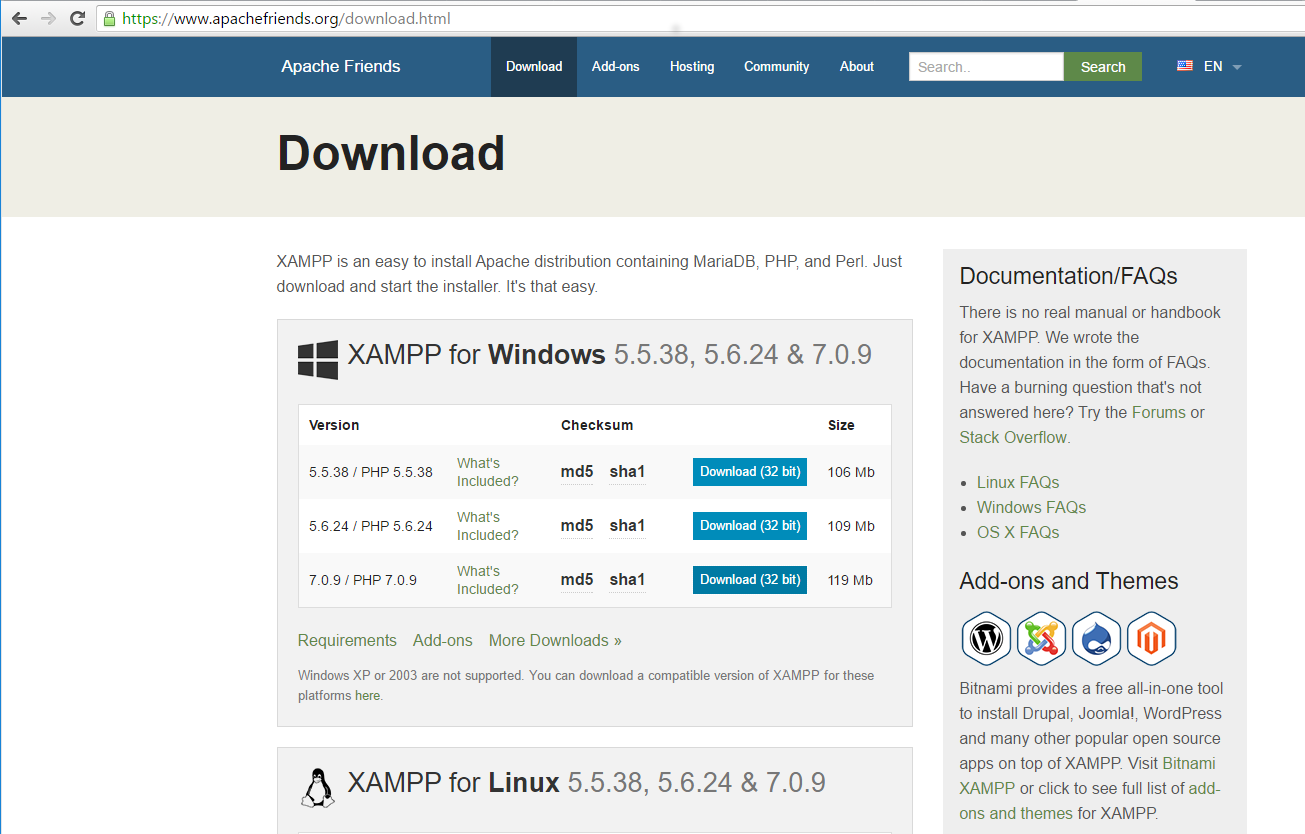 https://www.apachefriends.org/download.html
Apache Friends
Download
Add-ons
Hosting
Community
About
Search..
Search
EN
Download
XAMPP is an easy to install Apache distribution containing MariaDB, PHP, and Perl. Just
download and start the installer. It's that easy.
XAMPP for Windows 5.5.38, 5.6.24 & 7.0.9
Version Checksum Size
5.5.38 / PHP 5.5.38 What's Included? md5 sha1 Download (32 bit) 106 Mb
5.6.24 / PHP 5.6.24 What's Included? md5 sha1 Download (32 bit) 109 Mb
7.0.9 / PHP 7.0.9 What's Included? md5 sha1 Download (32 bit) 119 Mb
Requirements Add-ons More Downloads »
Windows XP or 2003 are not supported. You can download a compatible version of XAMPP for these
platforms here.
XAMPP for Linux 5.5.38, 5.6.24 & 7.0.9
Documentation/FAQs
There is no real manual or handbook
for XAMPP. We wrote the
documentation in the form of FAQs.
Have a burning question that's not
answered here? Try the Forums or
Stack Overflow.
Linux FAQs
Windows FAQs
OS X FAQs
Add-ons and Themes
Bitnami provides a free all-in-one tool
to install Drupal, Joomla!, WordPress
and many other popular open source
apps on top of XAMPP. Visit Bitnami
XAMPP or click to see full list of add-
ons and themes for XAMPP.